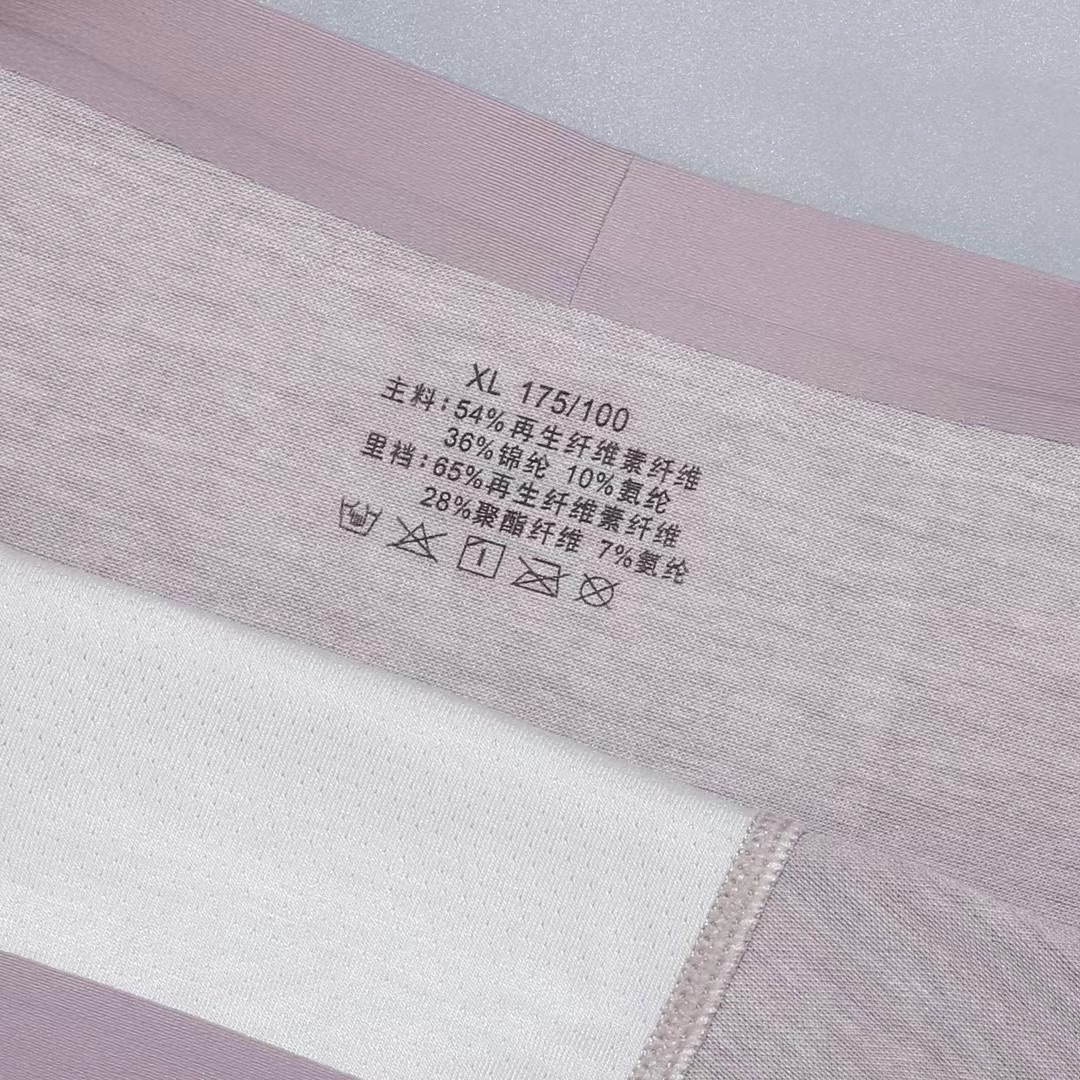 XL 175/100
主料:54%再生纤维素纤维
36%锦纶 10%氨纶
里裆:65%再生纤维素纤维
28%聚酯纤维 7%氨纶